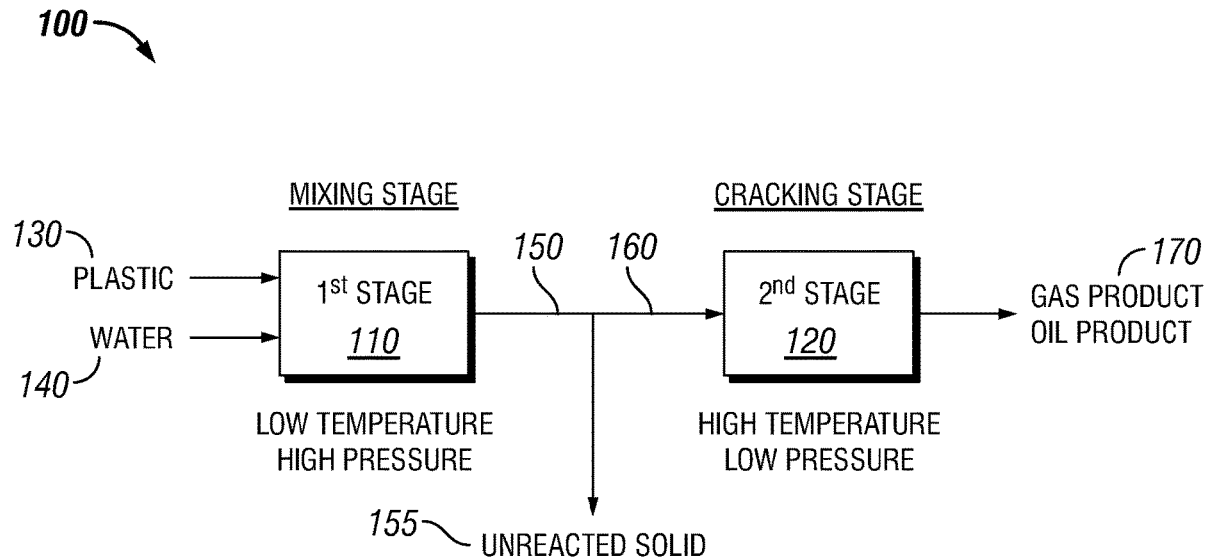 100
MIXING STAGE
CRACKING STAGE
130
PLASTIC
WATER
140
1st STAGE
110
LOW TEMPERATURE
HIGH PRESSURE
150
160
2nd STAGE
120
HIGH TEMPERATURE
LOW PRESSURE
170
GAS PRODUCT
OIL PRODUCT
155
UNREACTED SOLID